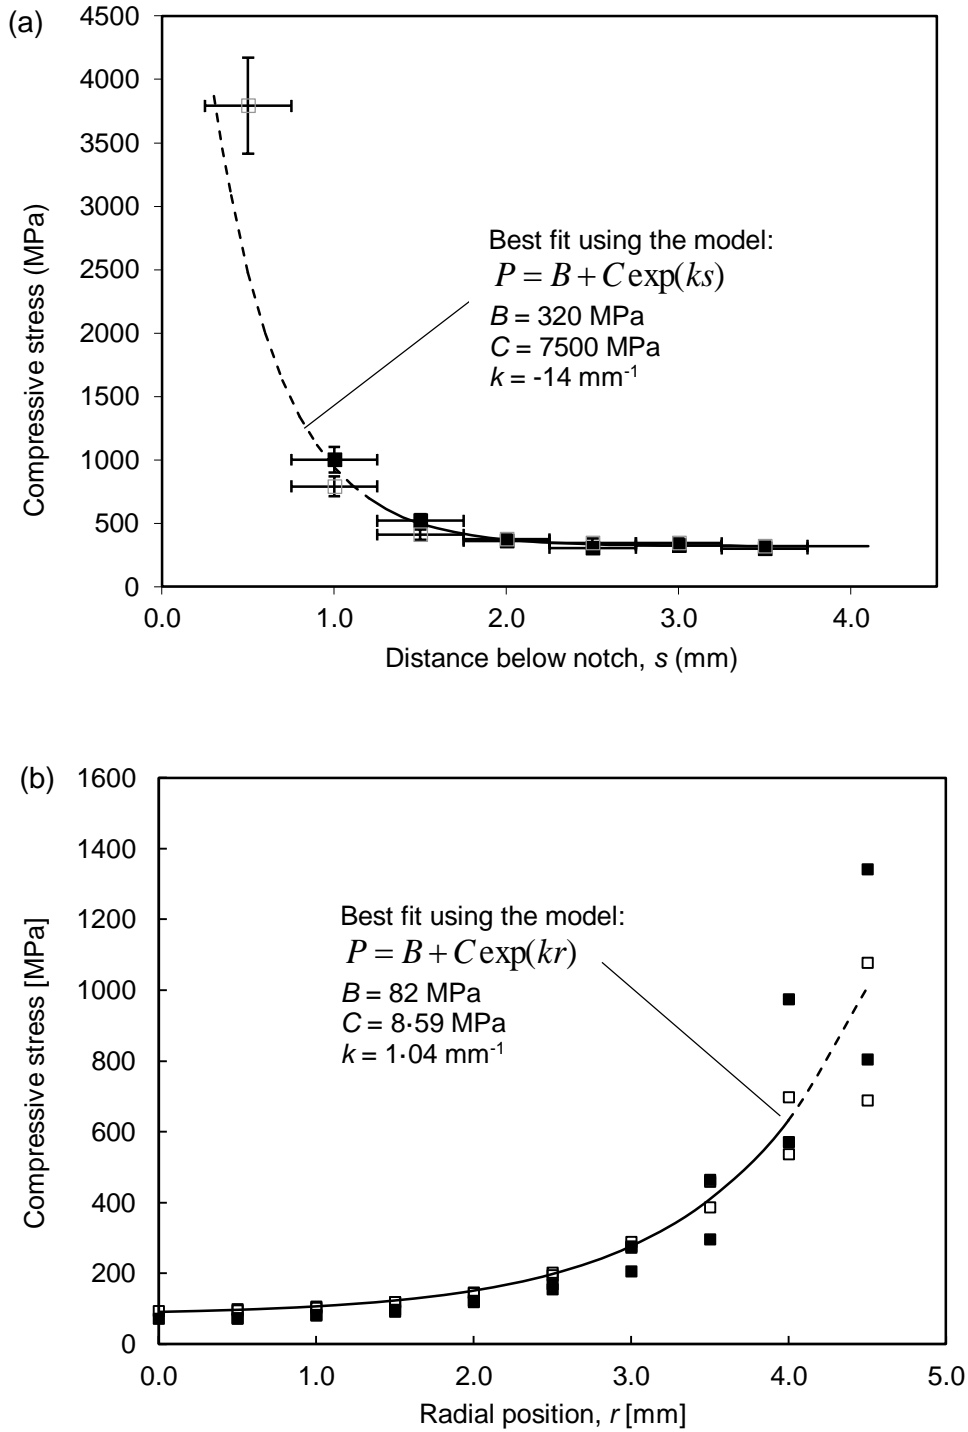 (a)
4500
4000
3500
3000
2500
2000
1500
1000
500
0
Compressive stress (MPa)
Best fit using the model:
P = B + C exp(ks)
B = 320 MPa
C = 7500 MPa
k = -14 mm⁻¹
0.0 1.0 2.0 3.0 4.0
Distance below notch, s (mm)
(b)
1600
1400
1200
1000
800
600
400
200
0
Compressive stress [MPa]
Best fit using the model:
P = B + C exp(kr)
B = 82 MPa
C = 8·59 MPa
k = 1·04 mm⁻¹
0.0 1.0 2.0 3.0 4.0 5.0
Radial position, r [mm]